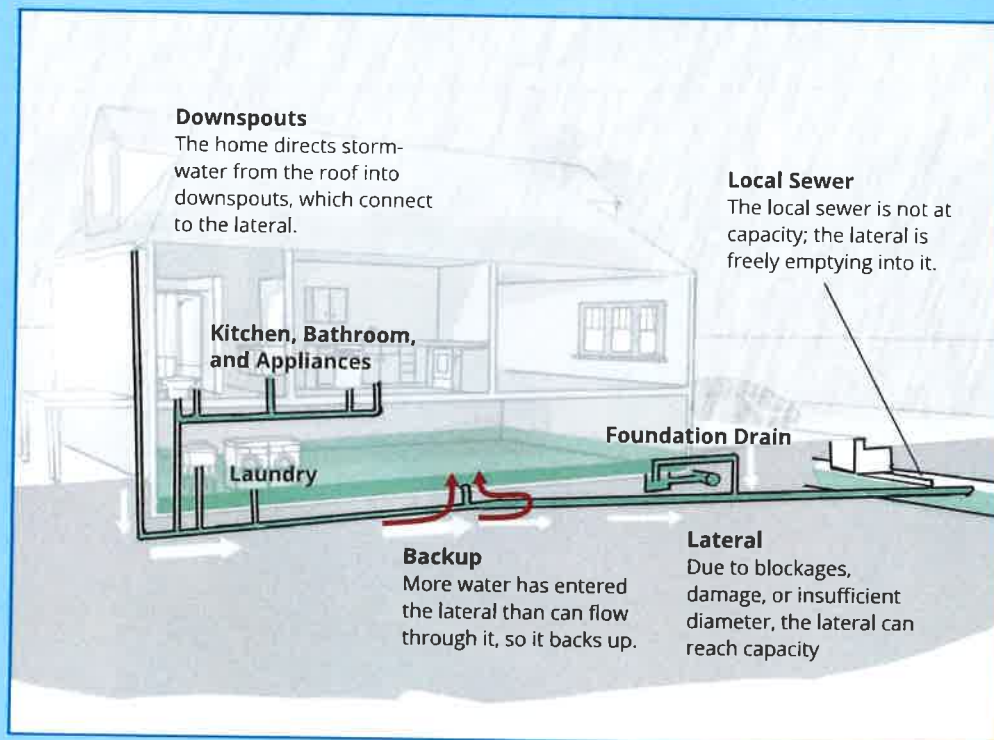 Downspouts
The home directs storm-
water from the roof into
downspouts, which connect
to the lateral.
Local Sewer
The local sewer is not at
capacity; the lateral is
freely emptying into it.
Kitchen, Bathroom,
and Appliances
Foundation Drain
Laundry
Backup
More water has entered
the lateral than can flow
through it, so it backs up.
Lateral
Due to blockages,
damage, or insufficient
diameter, the lateral can
reach capacity